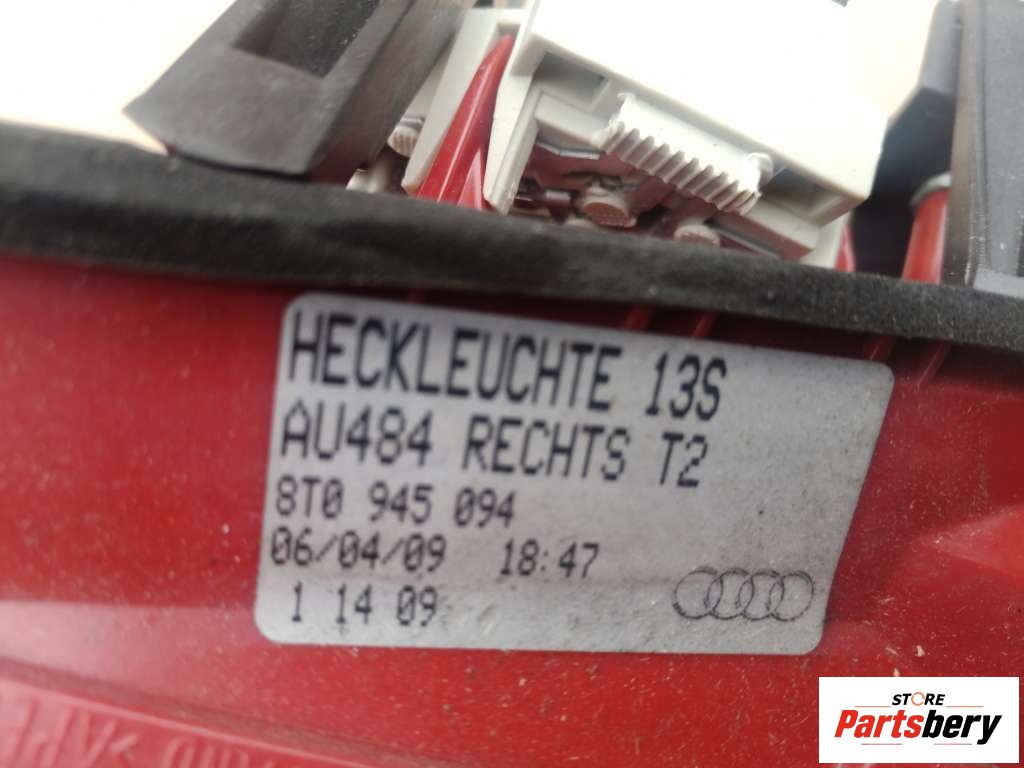 HECKLEUCHTE 13S
AU484 RECHTS T2
8T0 945 094
06/04/09 18:47
1 14 09
STORE
Partsbery